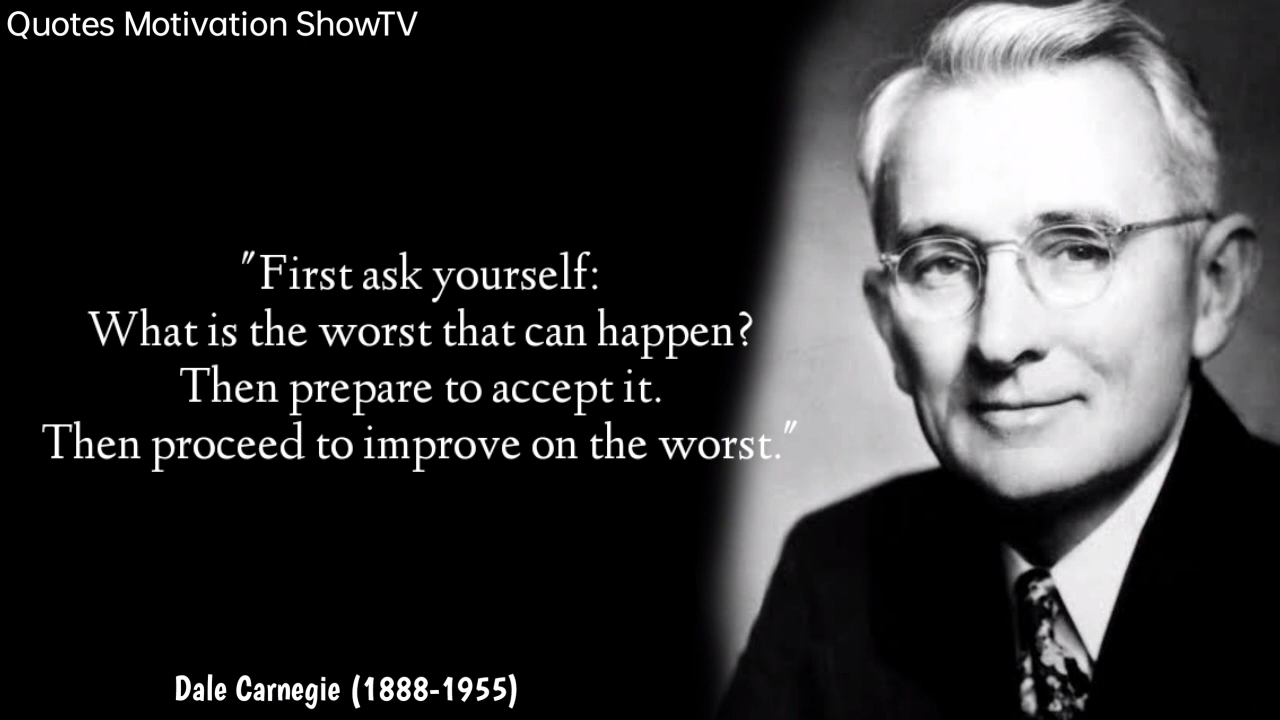 Quotes Motivation ShowTV
"First ask yourself:
What is the worst that can happen?
Then prepare to accept it.
Then proceed to improve on the worst."
Dale Carnegie (1888-1955)